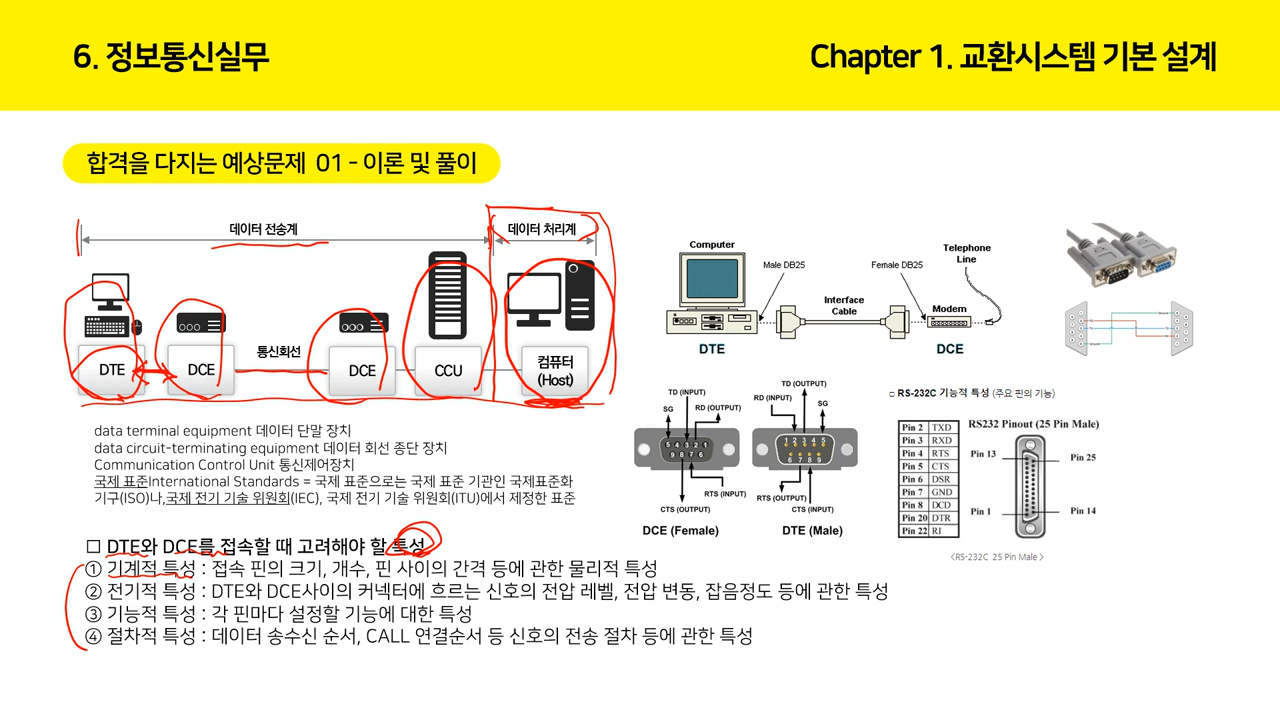 6. 정보통신실무
Chapter 1. 교환시스템 기본 설계
합격을 다지는 예상문제 01 - 이론 및 풀이
데이터 전송계
데이터 처리계
DTE
DCE
통신회선
DCE
CCU
컴퓨터
(Host)
data terminal equipment 데이터 단말 장치
data circuit-terminating equipment 데이터 회선 종단 장치
Communication Control Unit 통신제어장치
국제 표준International Standards = 국제 표준으로는 국제 표준 기관인 국제표준화
기구(ISO)나,국제 전기 기술 위원회(IEC), 국제 전기 기술 위원회(ITU)에서 제정한 표준
□ DTE와 DCE를 접속할 때 고려해야 할 특성
① 기계적 특성 : 접속 핀의 크기, 개수, 핀 사이의 간격 등에 관한 물리적 특성
② 전기적 특성 : DTE와 DCE사이의 커넥터에 흐르는 신호의 전압 레벨, 전압 변동, 잡음정도 등에 관한 특성
③ 기능적 특성 : 각 핀마다 설정할 기능에 대한 특성
④ 절차적 특성 : 데이터 송수신 순서, CALL 연결순서 등 신호의 전송 절차 등에 관한 특성
Computer
Male DB25
Female DB25
Telephone
Line
Interface
Cable
Modem
DTE
DCE
TD (INPUT)
SG
RD (OUTPUT)
5 4 3 2 1
9 8 7 6
RTS (INPUT)
CTS (OUTPUT)
DCE (Female)
TD (OUTPUT)
RD (INPUT)
SG
1 2 3 4 5
6 7 8 9
RTS (OUTPUT)
CTS (INPUT)
DTE (Male)
□ RS-232C 기능적 특성 (주요 핀의 기능)
Pin 2 TXD
Pin 3 RXD
Pin 4 RTS
Pin 5 CTS
Pin 6 DSR
Pin 7 GND
Pin 8 DCD
Pin 20 DTR
Pin 22 RI
RS232 Pinout (25 Pin Male)
Pin 13
Pin 25
Pin 1
Pin 14
<RS-232C 25 Pin Male >